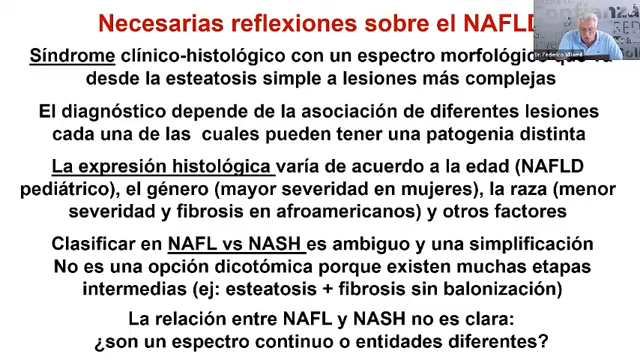 Necesarias reflexiones sobre el NAFLD
Síndrome clínico-histológico con un espectro morfológico
desde la esteatosis simple a lesiones más complejas
El diagnóstico depende de la asociación de diferentes lesiones
cada una de las cuales pueden tener una patogenia distinta
La expresión histológica varía de acuerdo a la edad (NAFLD
pediátrico), el género (mayor severidad en mujeres), la raza (menor
severidad y fibrosis en afroamericanos) y otros factores
Clasificar en NAFL vs NASH es ambiguo y una simplificación
No es una opción dicotómica porque existen muchas etapas
intermedias (ej: esteatosis + fibrosis sin balonización)
La relación entre NAFL y NASH no es clara:
¿son un espectro continuo o entidades diferentes?
Dr. Federico